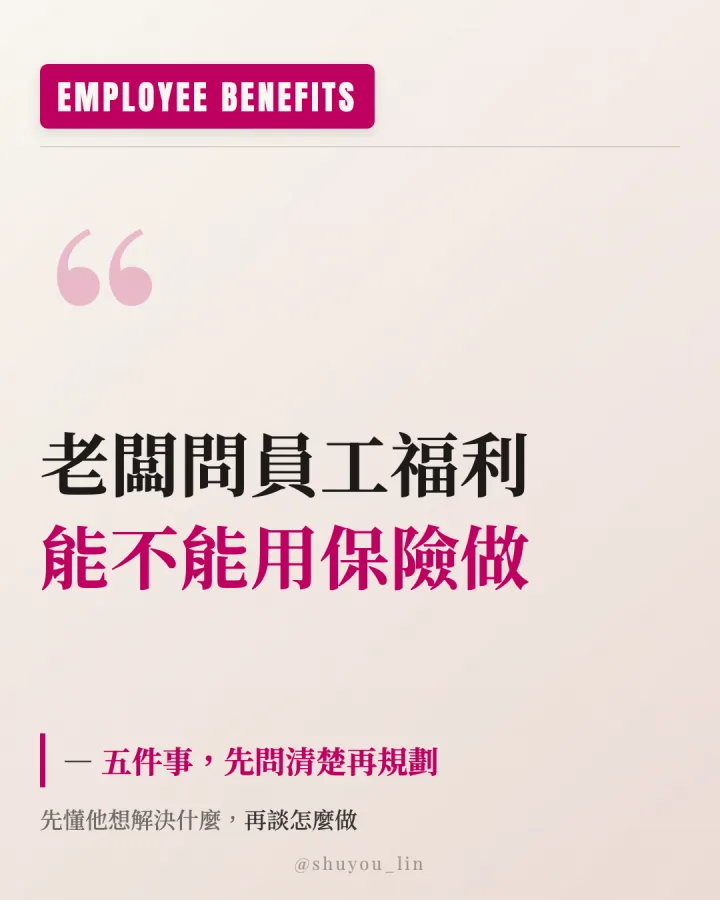 EMPLOYEE BENEFITS
“
老闆問員工福利
能不能用保險做
— 五件事，先問清楚再規劃
先懂他想解決什麼，再談怎麼做
@shuyou_lin